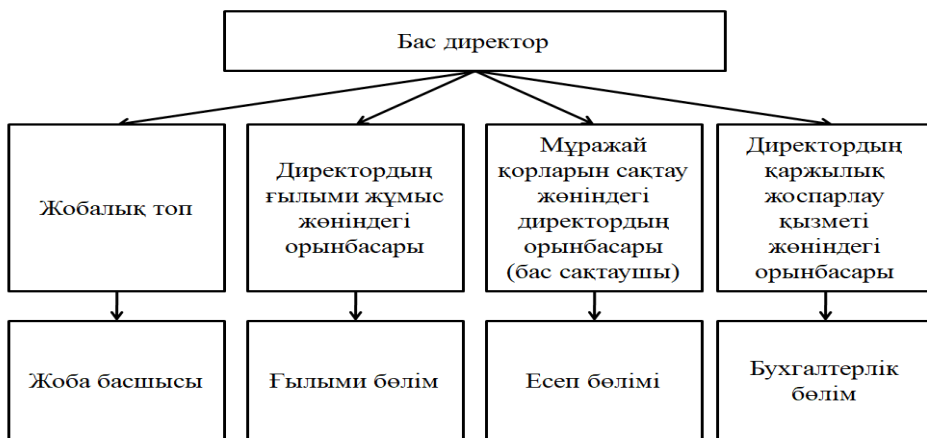 Бас директор
Жобалық топ
Директордың
ғылыми жұмыс
жөніндегі
орынбасары
Мұражай
қорларын сақтау
жөніндегі
директордың
орынбасары
(бас сақтаушы)
Директордың
қаржылық
жоспарлау
қызметі
жөніндегі
орынбасары
Жоба басшысы
Ғылыми бөлім
Есеп бөлімі
Бухгалтерлік
бөлім